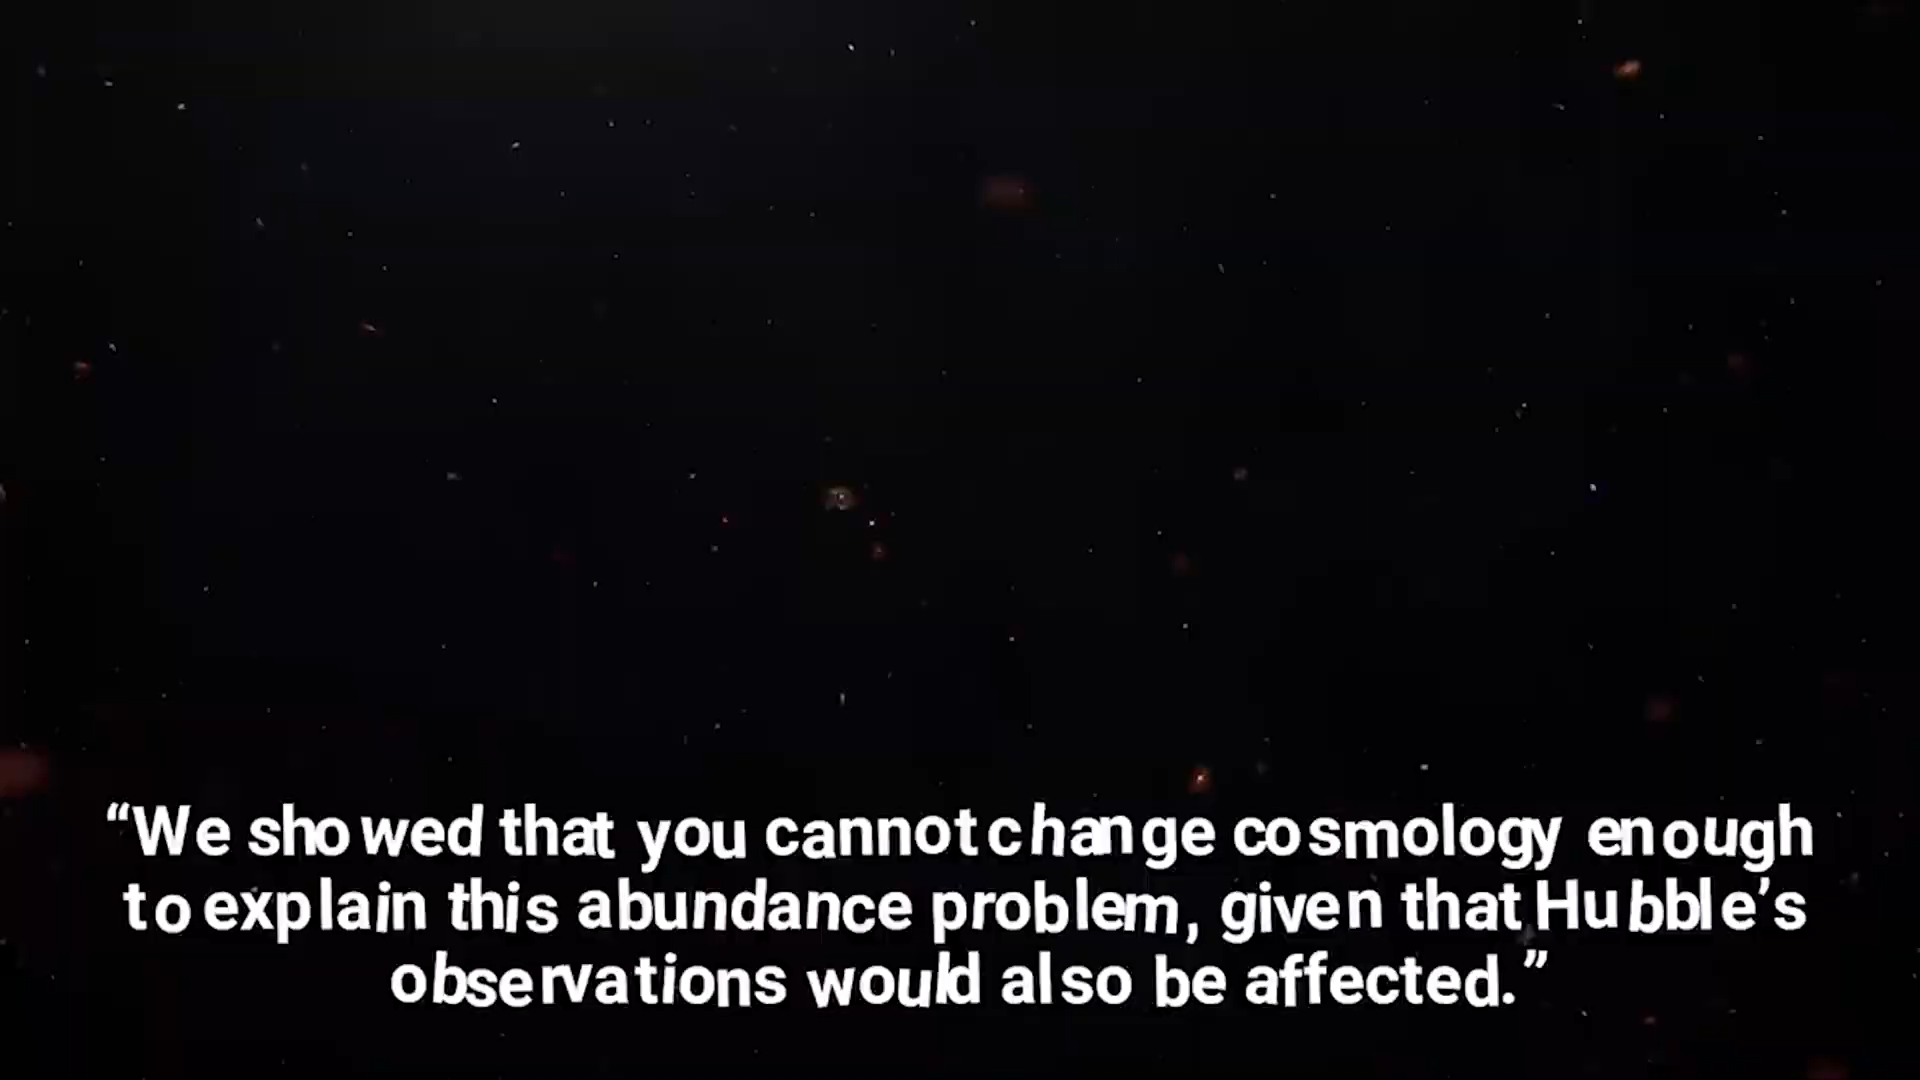 “We showed that you cannot change cosmology enough
to explain this abundance problem, given that Hubble’s
observations would also be affected.”